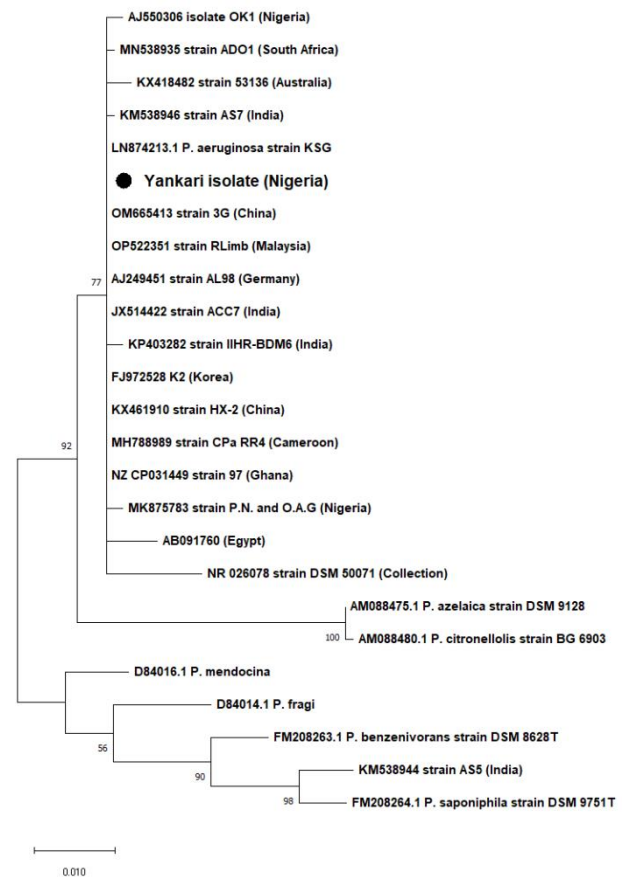 AJ550306 isolate OK1 (Nigeria)
MN538935 strain ADO1 (South Africa)
KX418482 strain 53136 (Australia)
KM538946 strain AS7 (India)
LN874213.1 P. aeruginosa strain KSG
Yankari isolate (Nigeria)
OM665413 strain 3G (China)
OP522351 strain RLimb (Malaysia)
AJ249451 strain AL98 (Germany)
77
JX514422 strain ACC7 (India)
KP403282 strain IIHR-BDM6 (India)
FJ972528 K2 (Korea)
KX461910 strain HX-2 (China)
MH788989 strain CPa RR4 (Cameroon)
92
NZ CP031449 strain 97 (Ghana)
MK875783 strain P.N. and O.A.G (Nigeria)
AB091760 (Egypt)
NR 026078 strain DSM 50071 (Collection)
AM088475.1 P. azelaica strain DSM 9128
100
AM088480.1 P. citronellolis strain BG 6903
D84016.1 P. mendocina
D84014.1 P. fragi
56
FM208263.1 P. benzenivorans strain DSM 8628T
90
KM538944 strain AS5 (India)
98
FM208264.1 P. saponiphila strain DSM 9751T
0.010